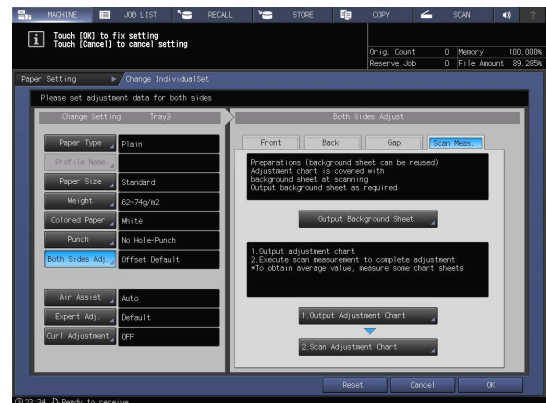 MACHINE JOB LIST RECALL STORE COPY SCAN
Touch [OK] to fix setting
Touch [Cancel] to cancel setting
Orig. Count 0 Memory 100.000%
Reserve Job 0 File Amount 89.285%
Paper Setting Change IndividualSet
Please set adjustment data for both sides
Change Setting Tray3
Both Sides Adjust
Paper Type Plain
Profile Name
Paper Size Standard
Weight 62-74g/m2
Colored Paper White
Punch No Hole-Punch
Both Sides Adj. Offset Default
Air Assist Auto
Expert Adj. Default
Curl Adjustment OFF
Front Back Gap Scan Meas.
Preparations (background sheet can be reused)
Adjustment chart is covered with
background sheet at scanning
Output background sheet as required
Output Background Sheet
1.Output adjustment chart
2.Execute scan measurement to complete adjustment
*To obtain average value, measure some chart sheets
1.Output Adjustment Chart
2.Scan Adjustment Chart
Reset Cancel OK
23:34 Ready to receive